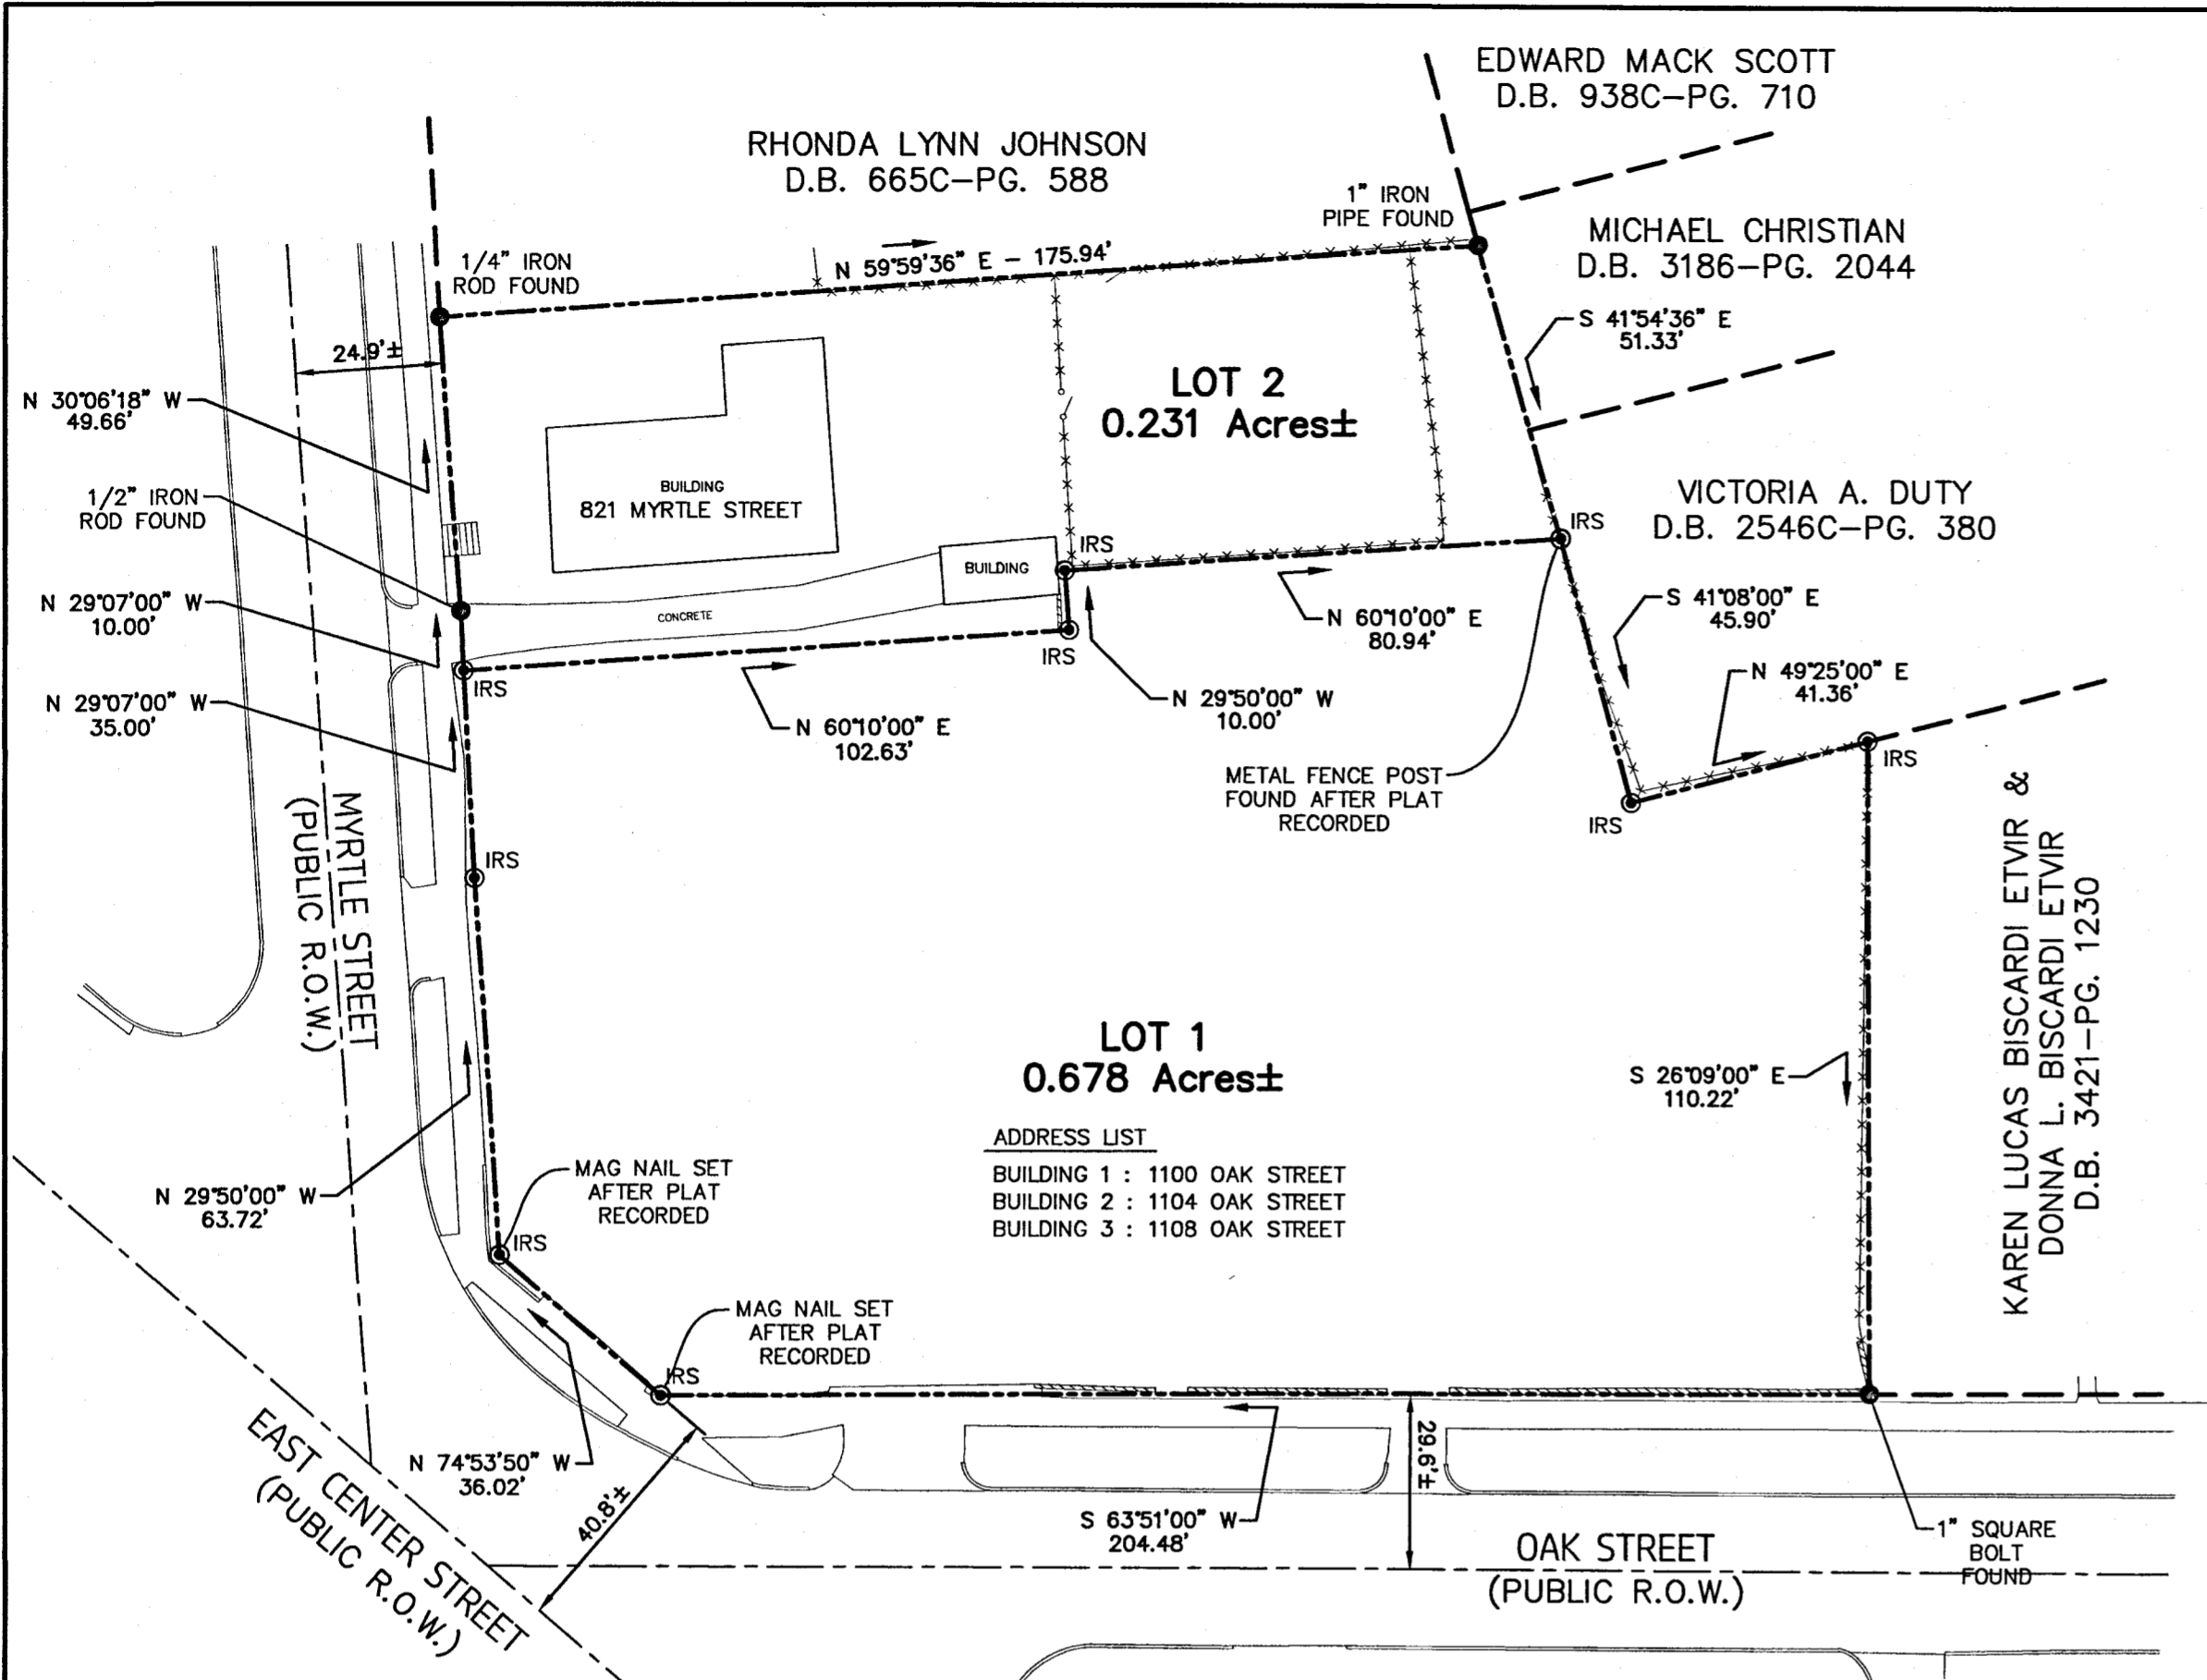 EDWARD MACK SCOTT
D.B. 938C-PG. 710
RHONDA LYNN JOHNSON
D.B. 665C-PG. 588
1" IRON
PIPE FOUND
MICHAEL CHRISTIAN
D.B. 3186-PG. 2044
1/4" IRON
ROD FOUND
N 59°59'36" E - 175.94'
S 41°54'36" E
51.33'
24.9'±
LOT 2
0.231 Acres±
N 30°06'18" W
49.66'
1/2" IRON
ROD FOUND
BUILDING
821 MYRTLE STREET
VICTORIA A. DUTY
D.B. 2546C-PG. 380
IRS
IRS
BUILDING
N 29°07'00" W
10.00'
CONCRETE
N 60°10'00" E
80.94'
S 41°08'00" E
45.90'
IRS
IRS
N 29°07'00" W
35.00'
N 60°10'00" E
102.63'
N 29°50'00" W
10.00'
N 49°25'00" E
41.36'
IRS
METAL FENCE POST
FOUND AFTER PLAT
RECORDED
IRS
MYRTLE STREET
(PUBLIC R.O.W.)
IRS
KAREN LUCAS BISCARDI ETVIR &
DONNA L. BISCARDI ETVIR
D.B. 3421-PG. 1230
LOT 1
0.678 Acres±
S 26°09'00" E
110.22'
ADDRESS LIST
BUILDING 1 : 1100 OAK STREET
BUILDING 2 : 1104 OAK STREET
BUILDING 3 : 1108 OAK STREET
N 29°50'00" W
63.72'
MAG NAIL SET
AFTER PLAT
RECORDED
IRS
MAG NAIL SET
AFTER PLAT
RECORDED
IRS
EAST CENTER STREET
(PUBLIC R.O.W.)
N 74°53'50" W
36.02'
40.8'±
S 63°51'00" W
204.48'
29.6'±
OAK STREET
(PUBLIC R.O.W.)
1" SQUARE
BOLT
FOUND